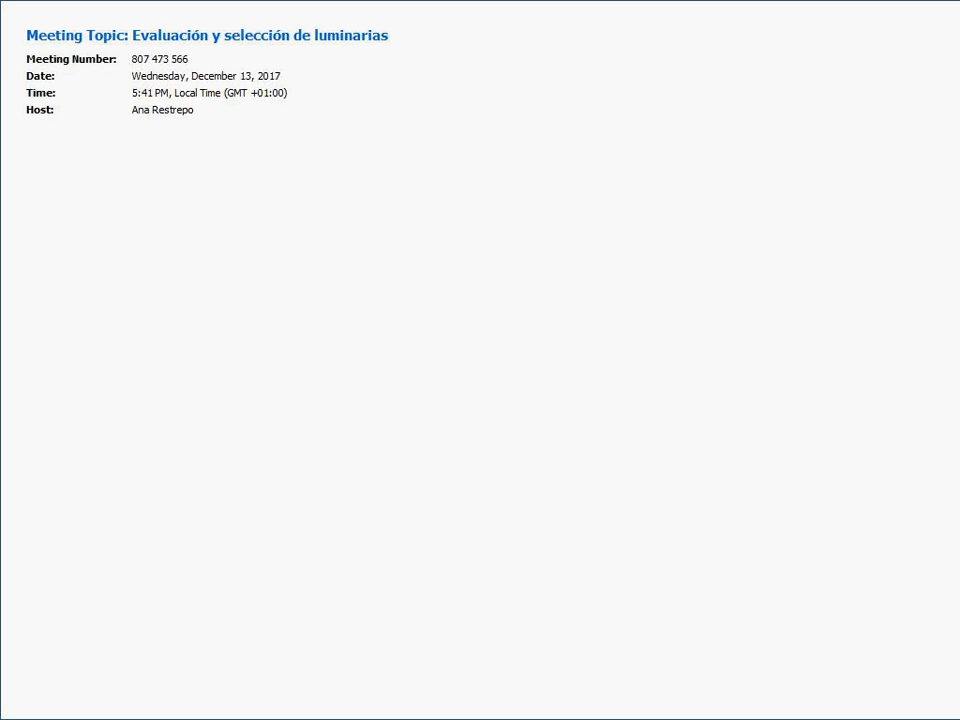 Meeting Topic: Evaluación y selección de luminarias
Meeting Number: 807 473 566
Date: Wednesday, December 13, 2017
Time: 5:41 PM, Local Time (GMT +01:00)
Host: Ana Restrepo